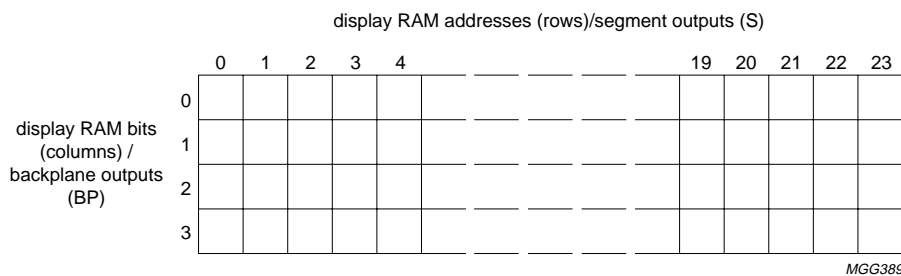 display RAM addresses (rows)/segment outputs (S)
0 1 2 3 4 19 20 21 22 23
0
display RAM bits
(columns) /
1
backplane outputs
(BP)
2
3
MGG389